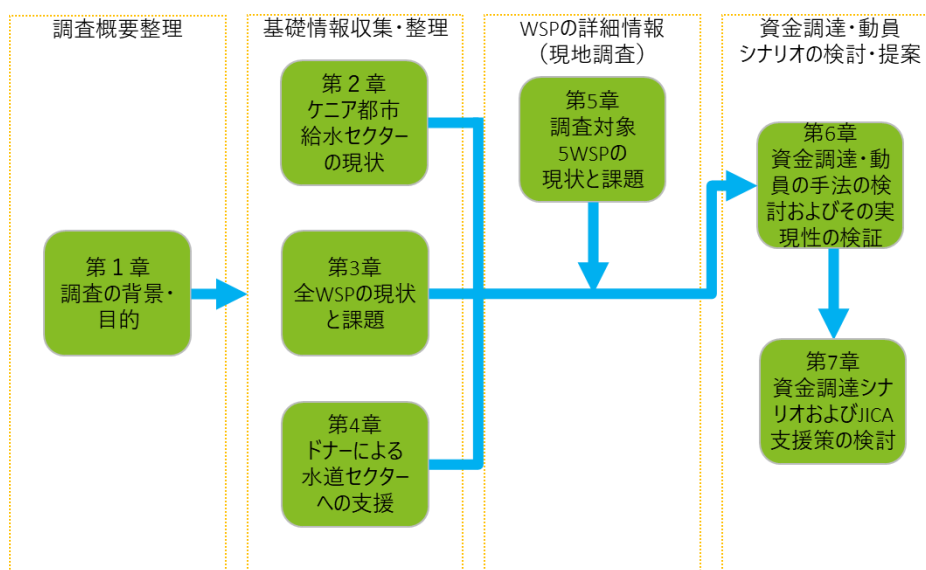 調査概要整理
基礎情報収集・整理
WSPの詳細情報
（現地調査）
資金調達・動員
シナリオの検討・提案
第１章
調査の背景・
目的
第２章
ケニア都市
給水セクター
の現状
第3章
全WSPの現状
と課題
第4章
ドナーによる
水道セクター
への支援
第5章
調査対象
5WSPの
現状と課題
第6章
資金調達・動
員の手法の検
討およびその実
現性の検証
第7章
資金調達シナ
リオおよびJICA
支援策の検討